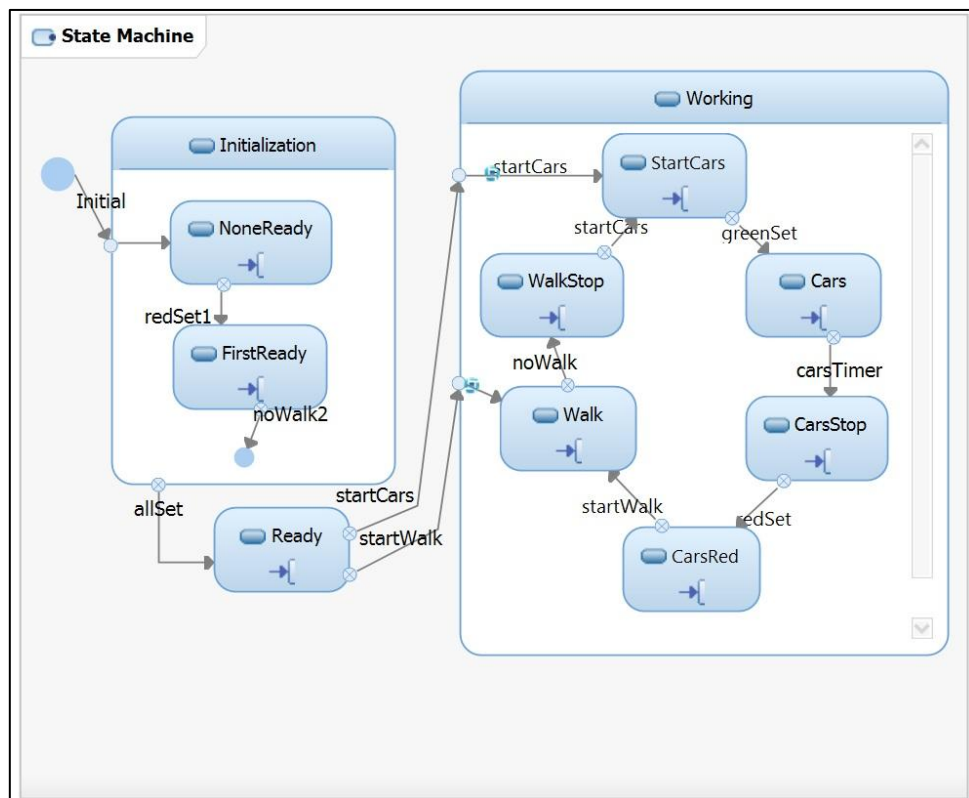 State Machine
Initialization
Initial
NoneReady
redSet1
FirstReady
noWalk2
allSet
Ready
startCars
startWalk
Working
startCars
StartCars
startCars
greenSet
WalkStop
Cars
noWalk
carsTimer
Walk
CarsStop
startWalk
redSet
CarsRed